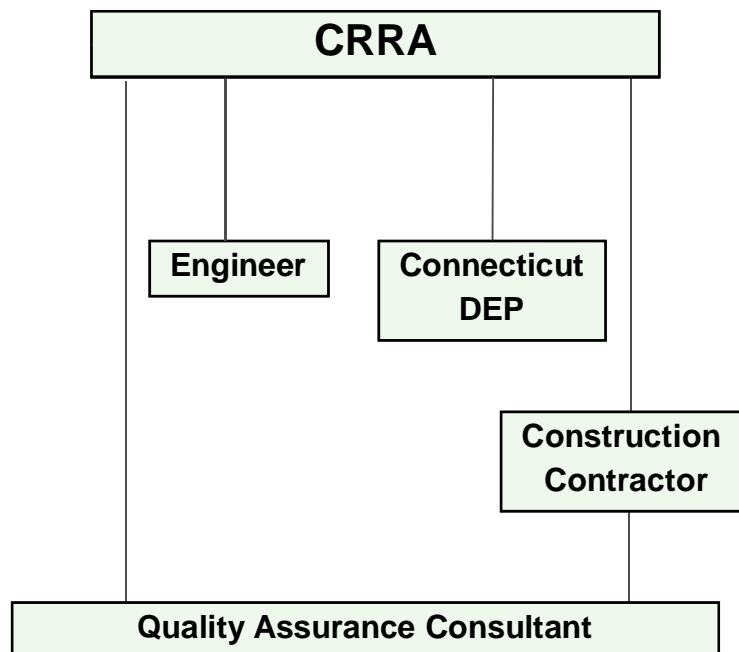 CRRA
Engineer
Connecticut
DEP
Construction
Contractor
Quality Assurance Consultant